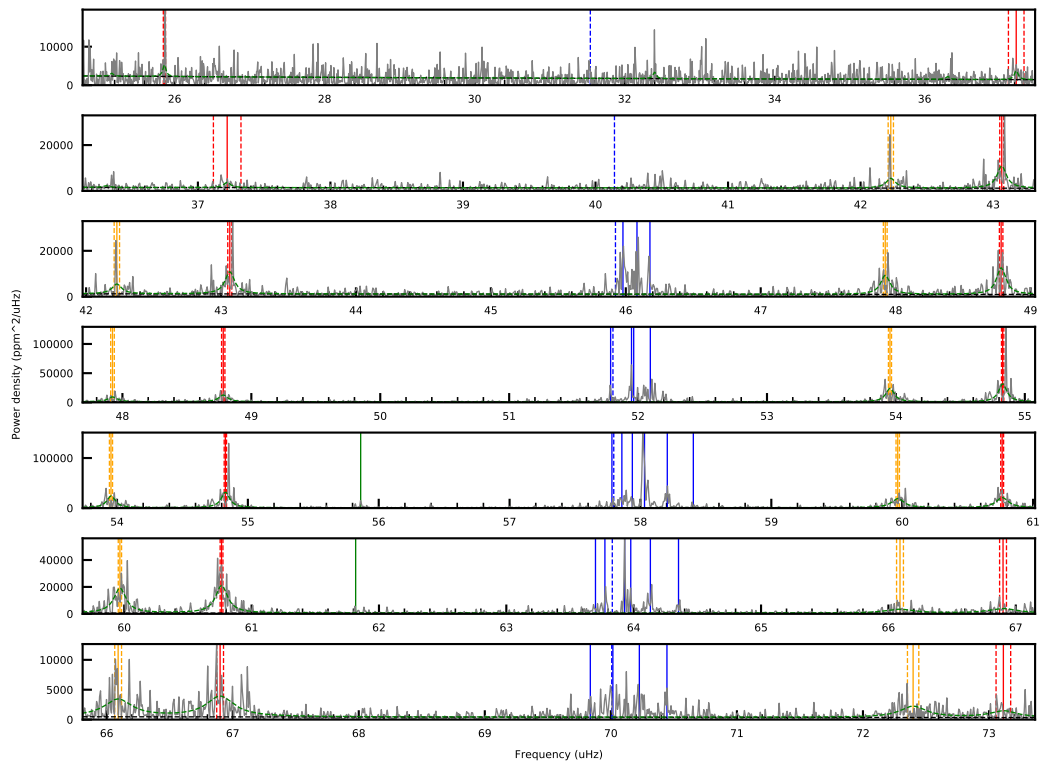 10000
0
26 28 30 32 34 36
20000
0
37 38 39 40 41 42 43
20000
0
42 43 44 45 46 47 48 49
100000
50000
0
48 49 50 51 52 53 54 55
100000
0
54 55 56 57 58 59 60 61
40000
20000
0
60 61 62 63 64 65 66 67
10000
5000
0
66 67 68 69 70 71 72 73
Power density (ppm^2/uHz)
Frequency (uHz)